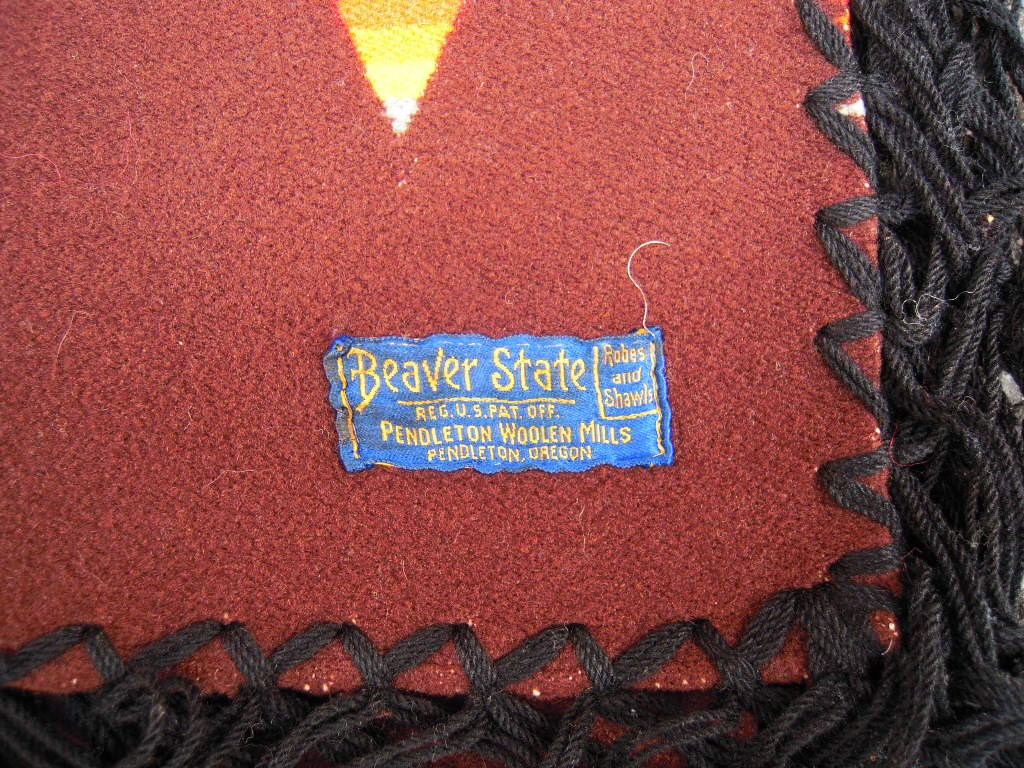 Beaver State
Robes
and
Shawls
REG. U.S. PAT. OFF.
PENDLETON WOOLEN MILLS
PENDLETON, OREGON